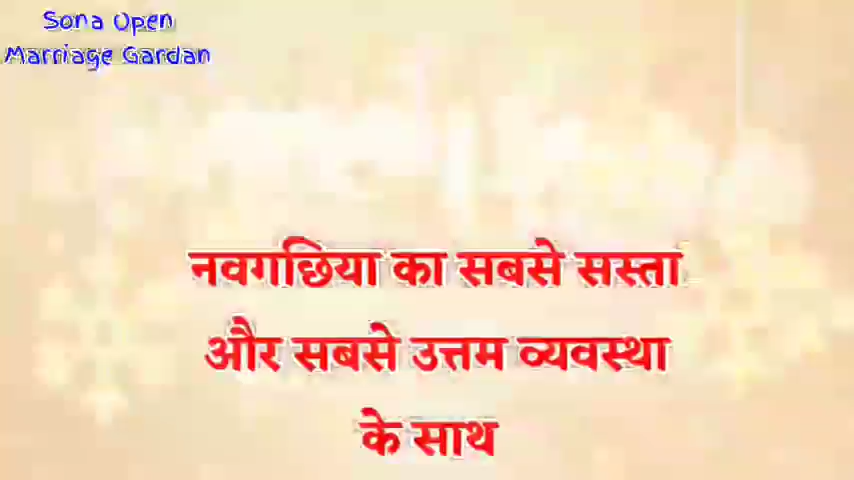 Sona Open
Marriage Gardan
नवगछिया का सबसे सस्ता
और सबसे उत्तम व्यवस्था
के साथ